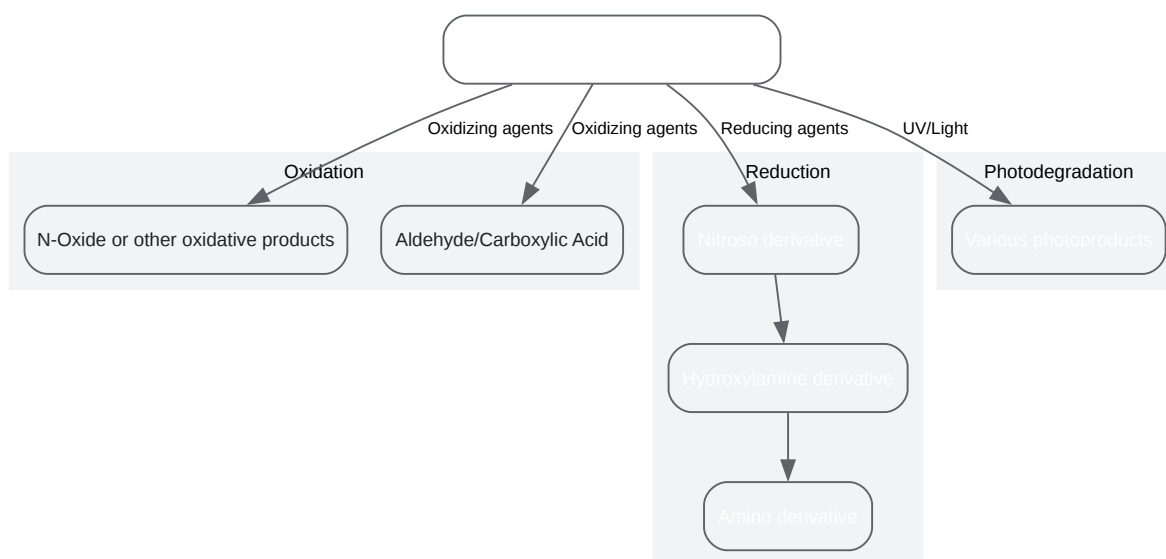 Oxidizing agents
Oxidizing agents
Reducing agents
UV/Light
Oxidation
Reduction
Photodegradation
N-Oxide or other oxidative products
Aldehyde/Carboxylic Acid
Nitroso derivative
Various photoproducts
Hydroxylamine derivative
Amino derivative